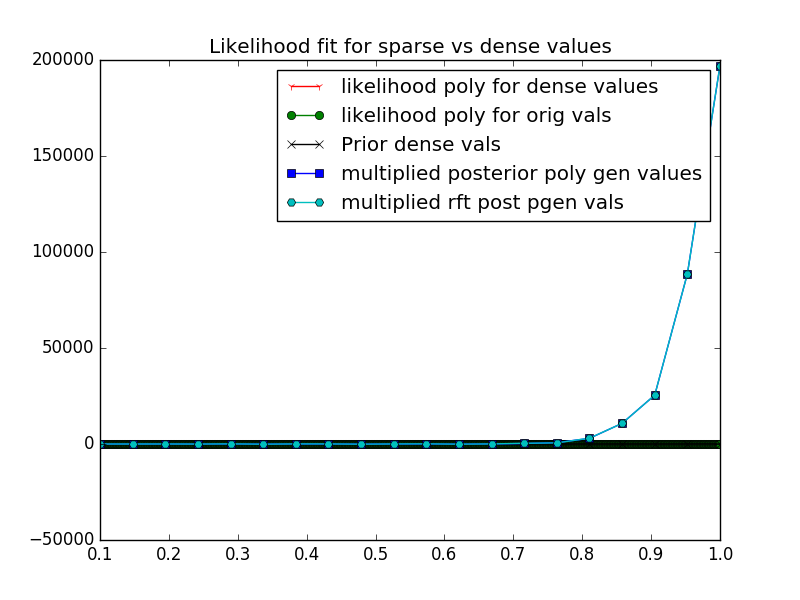 Likelihood fit for sparse vs dense values
200000
150000
100000
50000
0
−50000
likelihood poly for dense values
likelihood poly for orig vals
Prior dense vals
multiplied posterior poly gen values
multiplied rft post pgen vals
0.1 0.2 0.3 0.4 0.5 0.6 0.7 0.8 0.9 1.0